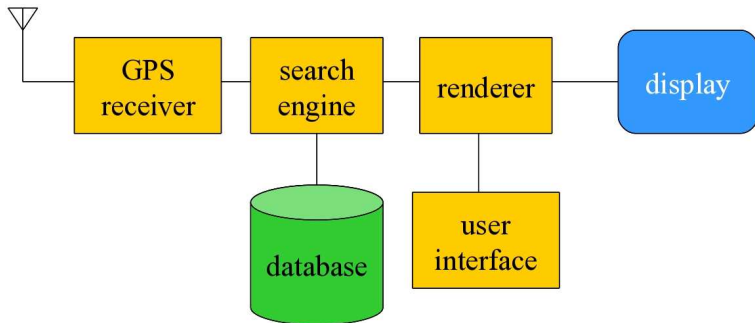 GPS
receiver
search
engine
renderer
display
database
user
interface